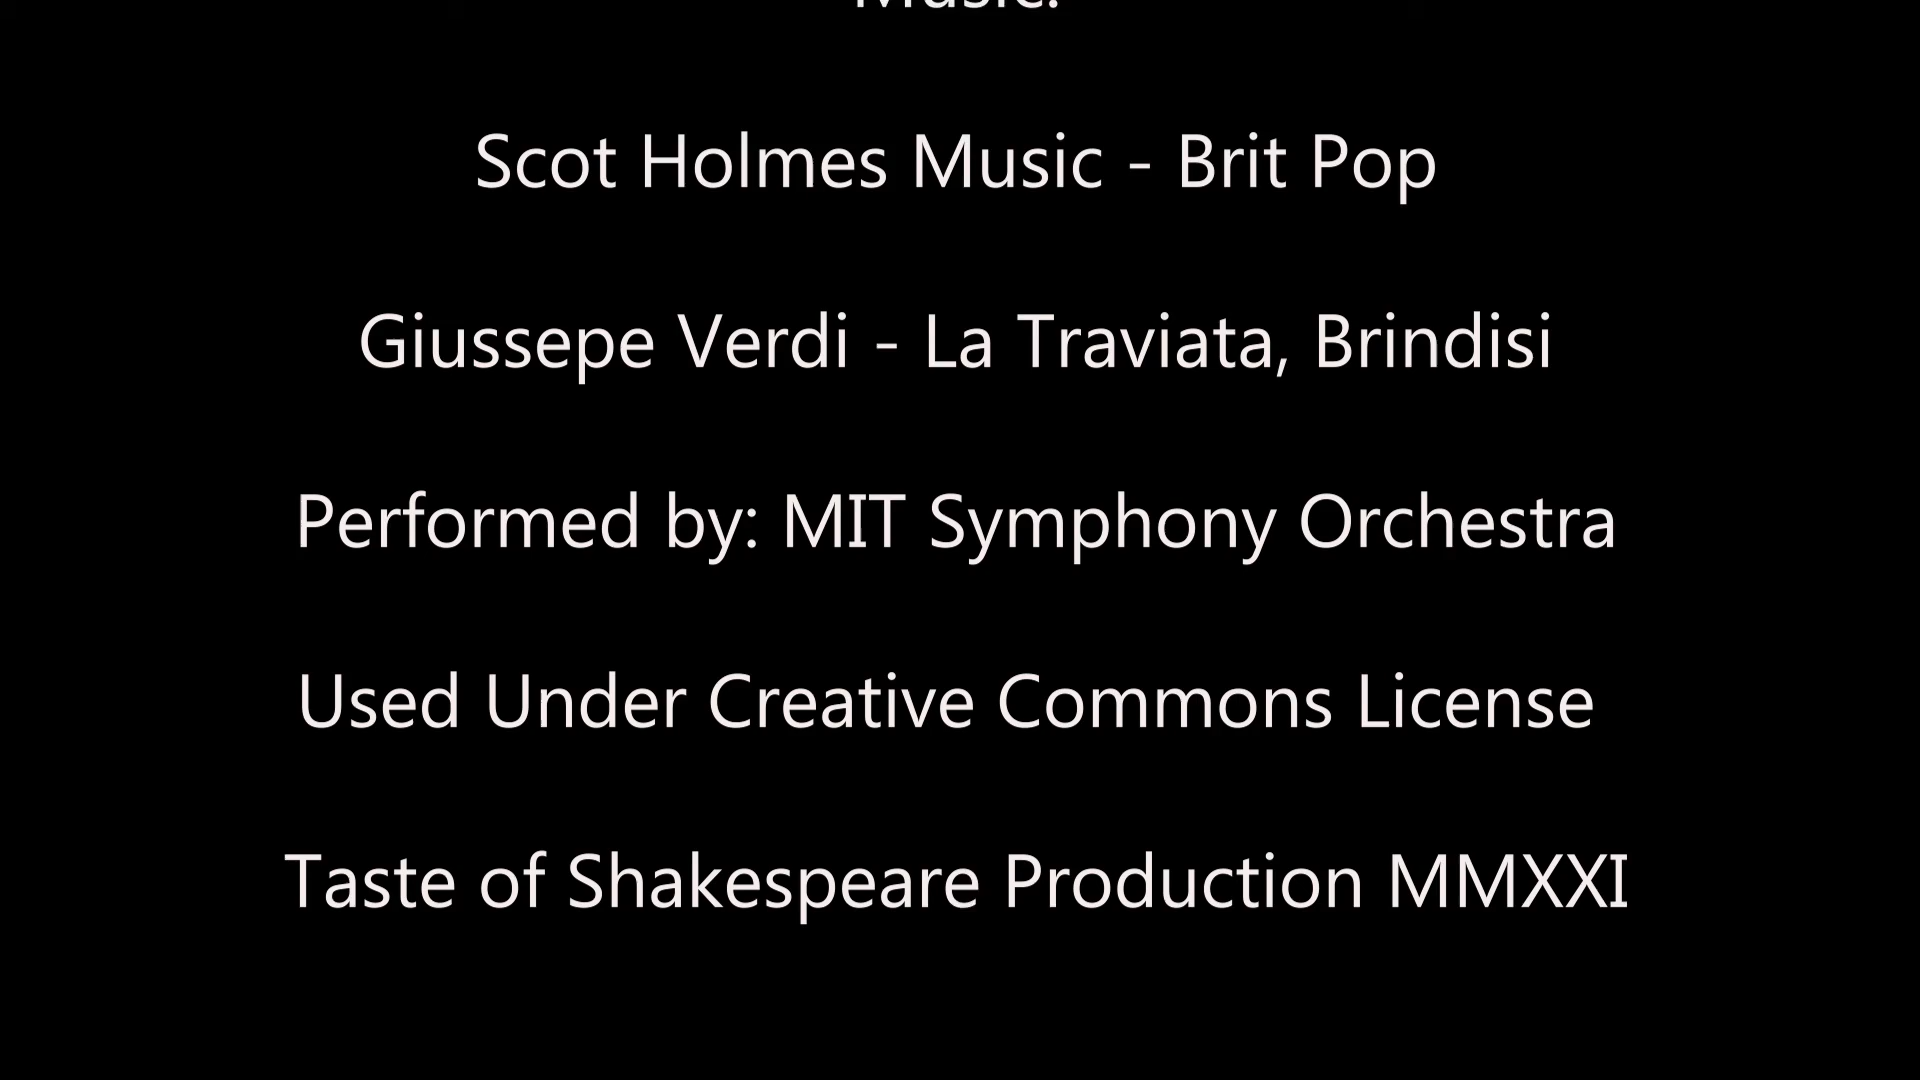 Music:
Scot Holmes Music - Brit Pop
Giussepe Verdi - La Traviata, Brindisi
Performed by: MIT Symphony Orchestra
Used Under Creative Commons License
Taste of Shakespeare Production MMXXI